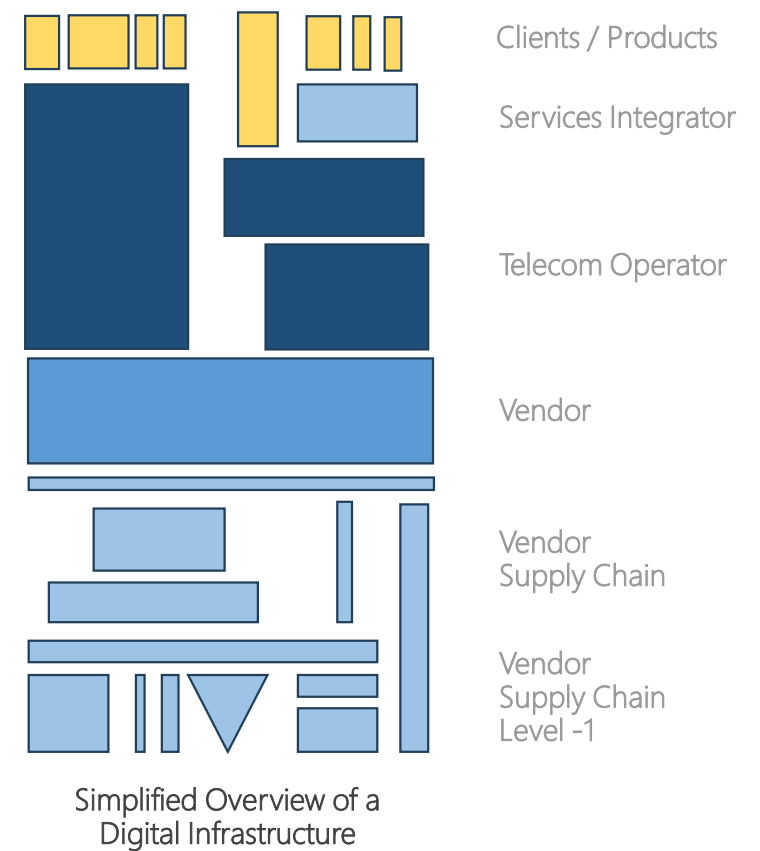 Clients / Products
Services Integrator
Telecom Operator
Vendor
Vendor
Supply Chain
Vendor
Supply Chain
Level -1
Simplified Overview of a
Digital Infrastructure